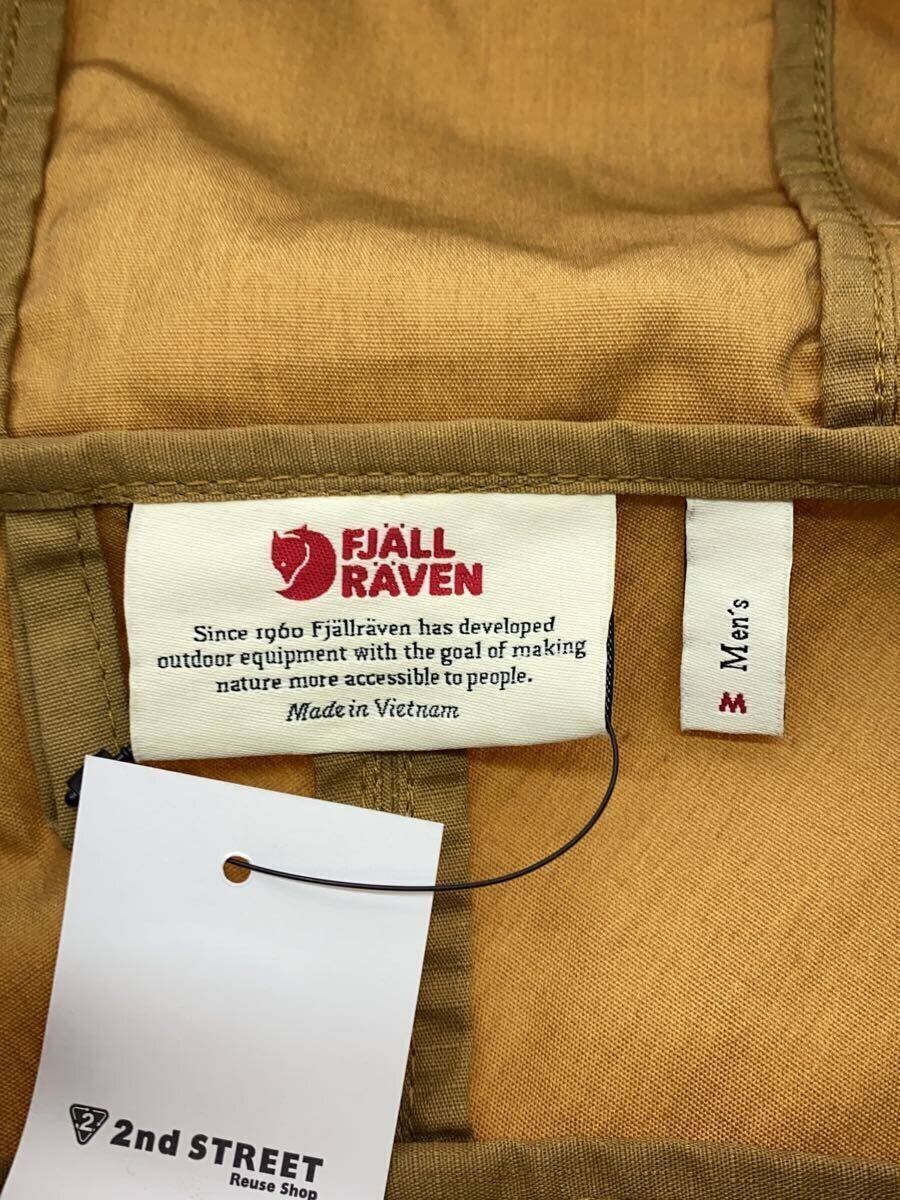 FJÄLL
RÄVEN
Since 1960 Fjällräven has developed
outdoor equipment with the goal of making
nature more accessible to people.
Made in Vietnam
M Men's
2 2nd STREET
Reuse Shop